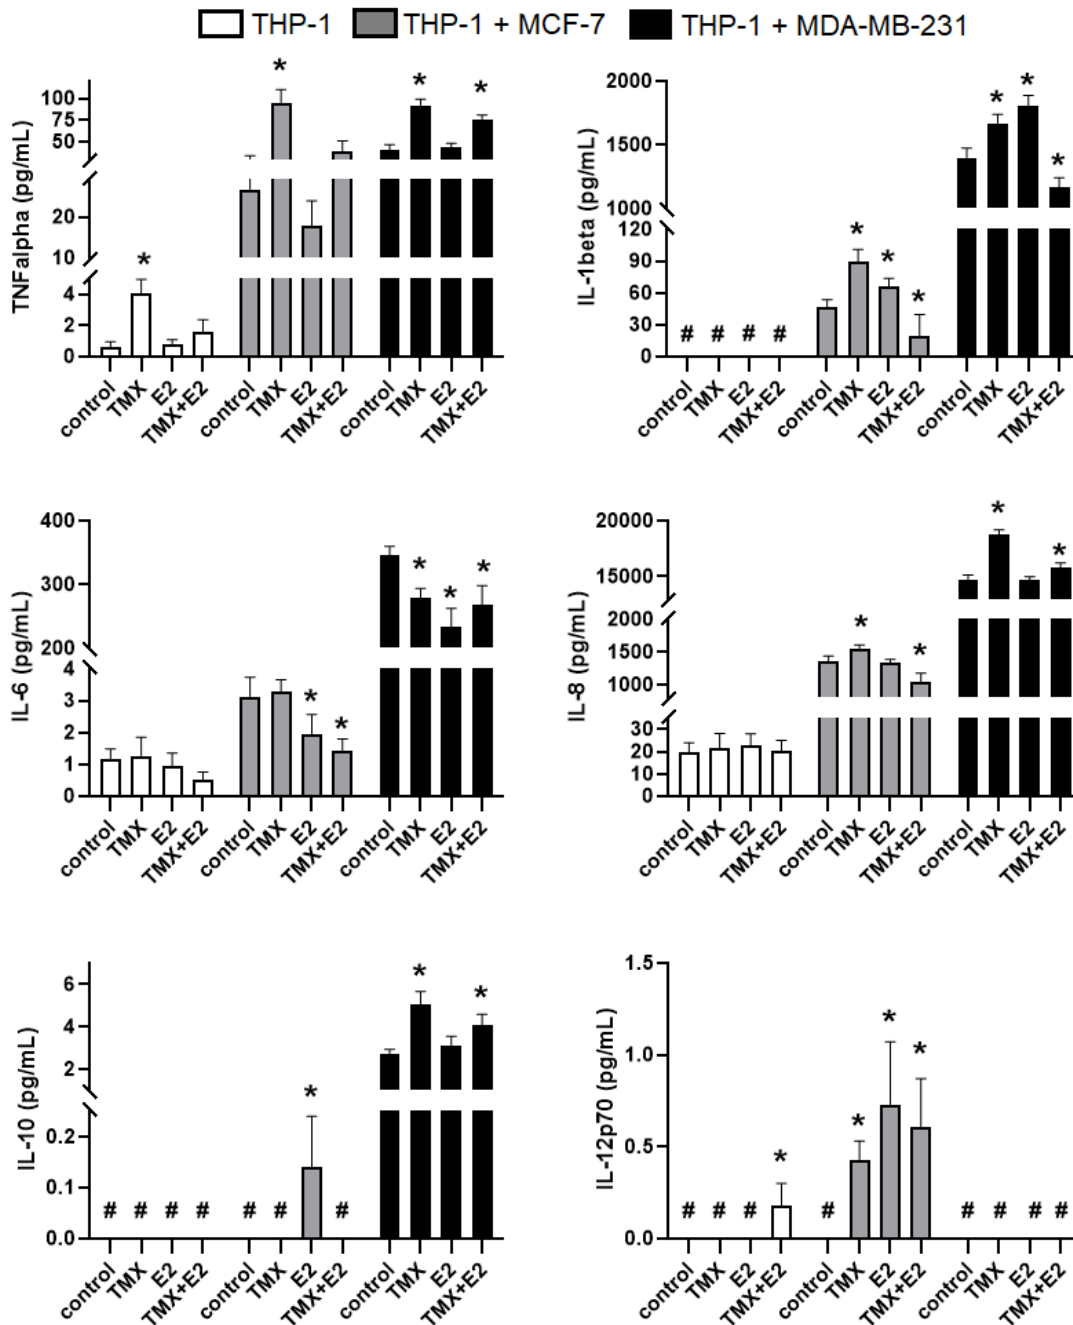 THP-1 THP-1 + MCF-7 THP-1 + MDA-MB-231
TNFalpha (pg/mL)
100
75
50
20
10
4
2
0
* * * *
control TMX E2 TMX+E2 control TMX E2 TMX+E2 control TMX E2 TMX+E2
IL-1beta (pg/mL)
2000
1500
1000
120
90
60
30
0
# # # # * * * * * *
control TMX E2 TMX+E2 control TMX E2 TMX+E2 control TMX E2 TMX+E2
IL-6 (pg/mL)
400
300
200
4
3
2
1
0
* * * * *
control TMX E2 TMX+E2 control TMX E2 TMX+E2 control TMX E2 TMX+E2
IL-8 (pg/mL)
20000
15000
2000
1500
1000
30
20
10
0
* * * *
control TMX E2 TMX+E2 control TMX E2 TMX+E2 control TMX E2 TMX+E2
IL-10 (pg/mL)
6
4
2
0.2
0.1
0.0
# # # # # # * # * *
control TMX E2 TMX+E2 control TMX E2 TMX+E2 control TMX E2 TMX+E2
IL-12p70 (pg/mL)
1.5
1.0
0.5
0.0
# # # * # * * * # # # #
control TMX E2 TMX+E2 control TMX E2 TMX+E2 control TMX E2 TMX+E2